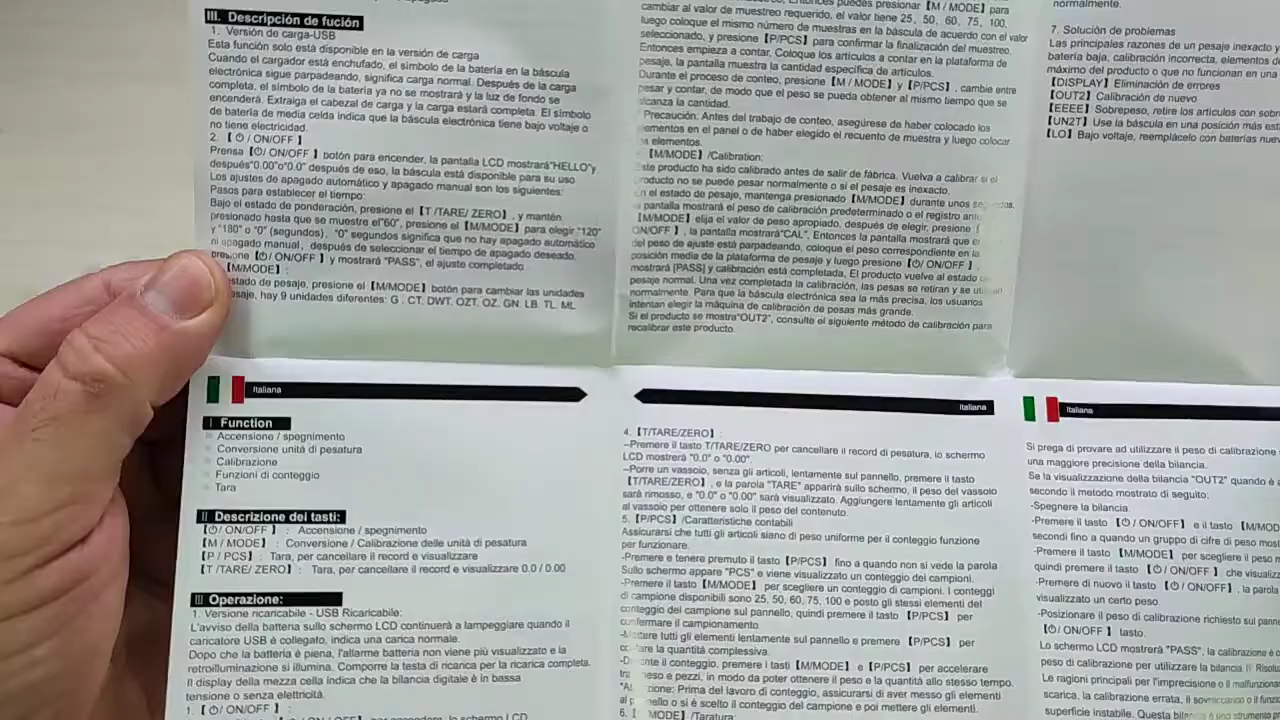 III. Descripción de fución
1. Versión de carga-USB
Esta función solo está disponible en la versión de carga
Cuando el cargador está enchufado, el símbolo de la batería en la báscula
electrónica sigue parpadeando, significa carga normal. Después de la carga
completa, el símbolo de la batería ya no se mostrará y la luz de fondo se
encenderá. Extraiga el cabezal de carga y la carga estará completa. El símbolo
de batería de media celda indica que la báscula electrónica tiene bajo voltaje o
no tiene electricidad.
2. 【 ⏻ / ON/OFF 】
Prensa【⏻/ ON/OFF 】 botón para encender, la pantalla LCD mostrará"HELLO"y
después"0.00"o"0.0" después de eso, la báscula está disponible para su uso
Los ajustes de apagado automático y apagado manual son los siguientes:
Pasos para establecer el tiempo:
Bajo el estado de ponderación, presione el【T /TARE/ ZERO】 , y mantén
presionado hasta que se muestre el"60", presione el【M/MODE】para elegir "120"
y "180" o "0" (segundos), "0" segundos significa que no hay apagado automático
ni apagado manual, después de seleccionar el tiempo de apagado deseado,
presione【⏻/ ON/OFF 】 y mostrará "PASS", el ajuste completado
【M/MODE】 :
estado de pesaje, presione el【M/MODE】botón para cambiar las unidades
hay 9 unidades diferentes: G . CT. DWT. OZT. OZ. GN. LB. TL. ML
puedes presionar【M / MODE】para
cambiar al valor de muestreo requerido, el valor tiene 25, 50, 60, 75, 100,
luego coloque el mismo número de muestras en la báscula de acuerdo con el valor
seleccionado, y presione【P/PCS】para confirmar la finalización del muestreo.
Entonces empieza a contar, Coloque los artículos a contar en la plataforma de
pesaje, la pantalla muestra la cantidad específica de artículos.
Durante el proceso de conteo, presione【M / MODE】y【P/PCS】, cambie entre
pesar y contar, de modo que el peso se pueda obtener al mismo tiempo que se
alcanza la cantidad.
Precaución: Antes del trabajo de conteo, asegúrese de haber colocado los
elementos en el panel o de haber elegido el recuento de muestra y luego colocar
elementos.
【M/MODE】/Calibration:
Este producto ha sido calibrado antes de salir de fábrica. Vuelva a calibrar si el
producto no se puede pesar normalmente o si el pesaje es inexacto.
En el estado de pesaje, mantenga presionado【M/MODE】durante unos segundos,
pantalla mostrará el peso de calibración predeterminado o el registro
【M/MODE】elija el valor de peso apropiado, después de elegir, presione
ON/OFF 】, la pantalla mostrará"CAL", Entonces la pantalla mostrará que
del peso de ajuste está parpadeando, coloque el peso correspondiente en la
posición media de la plataforma de pesaje y luego presione【⏻/ ON/OFF 】,
mostrará [PASS] y calibración está completada, El producto vuelve al estado
pesaje normal. Una vez completada la calibración, las pesas se retiran y se
normalmente. Para que la báscula electrónica sea la más precisa, los usuarios
intentan elegir la máquina de calibración de pesas más grande.
Si el producto se mostra"OUT2", consulte el siguiente método de calibración para
recalibrar este producto.
normalmente.
7. Solución de problemas
Las principales razones de un pesaje inexacto y
batería baja, calibración incorrecta, elementos
máximo del producto o que no funcionan en una
【DISPLAY】Eliminación de errores
【OUT2】Calibración de nuevo
【EEEE】Sobrepeso, retire los artículos con
【UN2T】Use la báscula en una posición más
【LO】Bajo voltaje, reemplácelo con baterías
Italiana
I Function
Accensione / spegnimento
Conversione unità di pesatura
Calibrazione
Funzioni di conteggio
Tara
II Descrizione dei tasti:
【⏻/ ON/OFF 】 : Accensione / spegnimento
【M / MODE】 : Conversione / Calibrazione delle unità di pesatura
【P / PCS】 : Tara, per cancellare il record e visualizzare
【T /TARE/ ZERO】 : Tara, per cancellare il record e visualizzare 0.0 / 0.00
III Operazione:
1. Versione ricaricabile - USB Ricaricabile:
L'avviso della batteria sullo schermo LCD continuerà a lampeggiare quando il
caricatore USB è collegato, indica una carica normale.
Dopo che la batteria è piena, l'allarme batteria non viene più visualizzato e la
retroilluminazione si illumina. Comporre la testa di ricarica per la ricarica completa.
Il display della mezza cella indica che la bilancia digitale è in bassa
tensione o senza elettricità.
1. 【 ⏻ / ON/OFF 】 :
Italiana
4.【T/TARE/ZERO】 :
–Premere il tasto T/TARE/ZERO per cancellare il record di pesatura, lo schermo
LCD mostrerà "0.0" o "0.00".
–Porre un vassoio, senza gli articoli, lentamente sul pannello, premere il tasto
【T/TARE/ZERO】, e la parola "TARE" apparirà sullo schermo, il peso del vassoio
sarà rimosso, e "0.0" o "0.00" sarà visualizzato. Aggiungere lentamente gli articoli
al vassoio per ottenere solo il peso del contenuto.
5.【P/PCS】/Caratteristiche contabili
Assicurarsi che tutti gli articoli siano di peso uniforme per il conteggio funzione
per funzionare.
-Premere e tenere premuto il tasto【P/PCS】 fino a quando non si vede la parola
Sullo schermo appare "PCS" e viene visualizzato un conteggio dei campioni.
-Premere il tasto【M/MODE】per scegliere un conteggio di campioni. I conteggi
di campione disponibili sono 25, 50, 60, 75, 100 e posto gli stessi elementi del
conteggio del campione sul pannello, quindi premere il tasto【P/PCS】per
confermare il campionamento.
-Mettere tutti gli elementi lentamente sul pannello e premere【P/PCS】per
la quantità complessiva.
il conteggio, premere i tasti【M/MODE】e【P/PCS】per accelerare
peso e pezzi, in modo da poter ottenere il peso e la quantità allo stesso tempo.
Prima del lavoro di conteggio, assicurarsi di aver messo gli elementi
pannello o si è scelto il conteggio del campione e poi mettere gli elementi.
6. MODE】/Taratura:
Italiana
Si prega di provare ad utilizzare il peso di calibrazione
una maggiore precisione della bilancia.
Se la visualizzazione della bilancia "OUT2" quando è
secondo il metodo mostrato di seguito:
-Spegnere la bilancia.
-Premere il tasto 【⏻/ ON/OFF 】 e il tasto【M/MOD
secondi fino a quando un gruppo di cifre di peso
-Premere il tasto【M/MODE】per scegliere il peso
quindi premere il tasto【⏻/ ON/OFF 】che
-Premere di nuovo il tasto【⏻/ ON/OFF 】, la parola
visualizzato un certo peso.
-Posizionare il peso di calibrazione richiesto sul
【⏻/ ON/OFF 】 tasto.
Lo schermo LCD mostrerà "PASS", la calibrazione è
peso di calibrazione per utilizzare la bilancia
Le ragioni principali per l'imprecisione o il
scarica, la calibrazione errata, il sovraccarico o il
superficie instabile. Questa bilancia è uno strumento